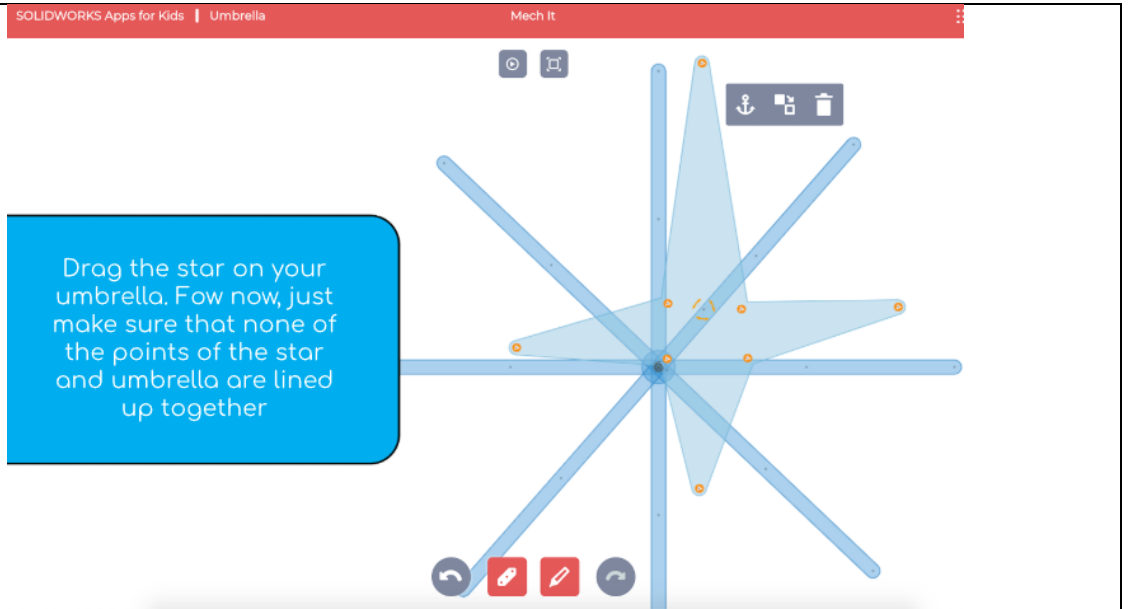 SOLIDWORKS Apps for Kids | Umbrella
Mech It
Drag the star on your
umbrella. Fow now, just
make sure that none of
the points of the star
and umbrella are lined
up together